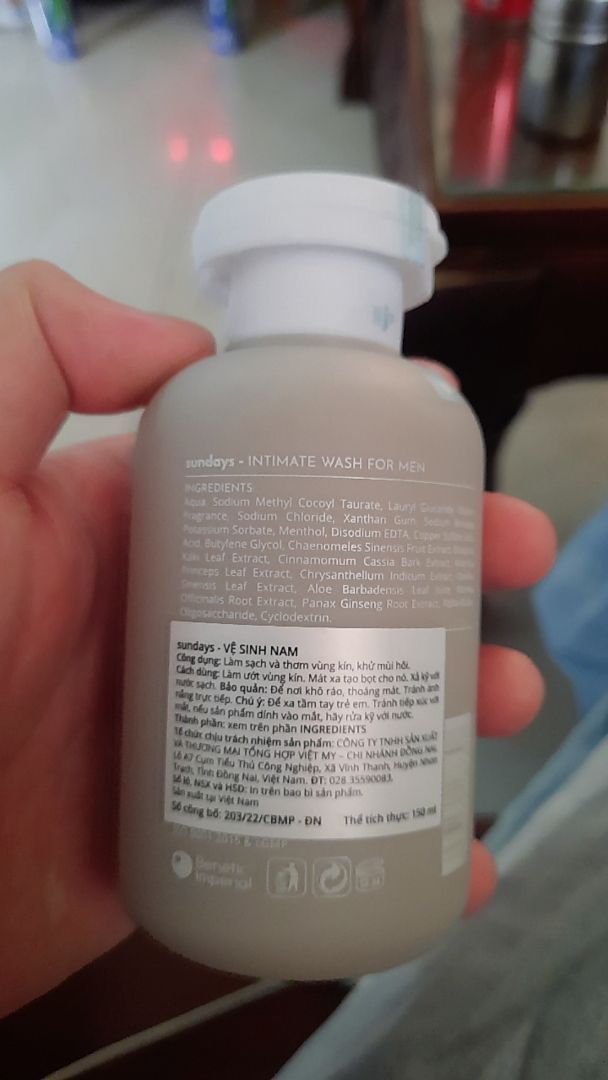 sundays - INTIMATE WASH FOR MEN
INGREDIENTS:
Aqua, Sodium Methyl Cocoyl Taurate, Lauryl Glucoside,
Fragrance, Sodium Chloride, Xanthan Gum, Sodium
Potassium Sorbate, Menthol, Disodium EDTA, Copper
Acid, Butylene Glycol, Chaenomeles Sinensis Fruit Extract,
Kaki Leaf Extract, Cinnamomum Cassia Bark Extract,
Princeps Leaf Extract, Chrysanthellum Indicum Extract,
Sinensis Leaf Extract, Aloe Barbadensis Leaf
Officinalis Root Extract, Panax Ginseng Root Extract,
Oligosaccharide, Cyclodextrin.
sundays - VỆ SINH NAM
Công dụng: Làm sạch và thơm vùng kín, khử mùi hôi.
Cách dùng: Làm ướt vùng kín. Mát xa tạo bọt cho nó. Xả kỹ với
nước sạch. Bảo quản: Để nơi khô ráo, thoáng mát. Tránh ánh
nắng trực tiếp. Chú ý: Để xa tầm tay trẻ em. Tránh tiếp xúc với
mắt, nếu sản phẩm dính vào mắt, hãy rửa kỹ với nước.
Thành phần: xem trên phần INGREDIENTS
Tổ chức chịu trách nhiệm sản phẩm: CÔNG TY TNHH SẢN XUẤT
VÀ THƯƠNG MẠI TỔNG HỢP VIỆT MY - CHI NHÁNH ĐỒNG NAI,
Số A7 Cụm Tiểu Thủ Công Nghiệp, Xã Vĩnh Thanh, Huyện Nhơn
Trạch, Tỉnh Đồng Nai, Việt Nam. ĐT: 028.35590083.
Số lô, NSX và HSD: In trên bao bì sản phẩm.
Sản xuất tại Việt Nam
Số công bố: 203/22/CBMP - ĐN Thể tích thực: 150 ml
Benetic
Imperial